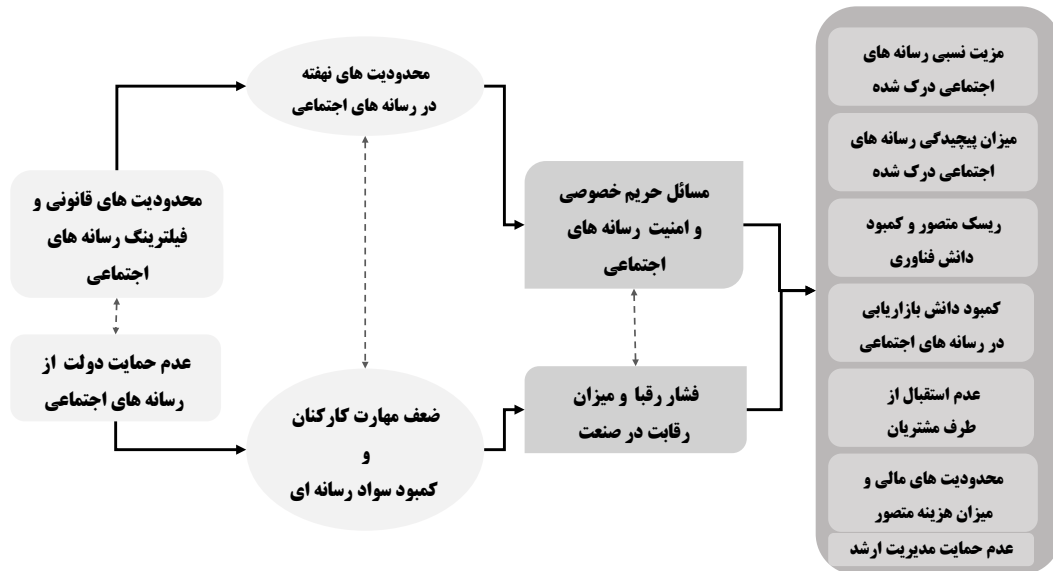 محدودیت های قانونی و
فیلترینگ رسانه های
اجتماعی
عدم حمایت دولت از
رسانه های اجتماعی
محدودیت های نهفته
در رسانه های اجتماعی
ضعف مهارت کارکنان
و
کمبود سواد رسانه ای
مسائل حریم خصوصی
و امنیت رسانه های
اجتماعی
فشار رقبا و میزان
رقابت در صنعت
مزیت نسبی رسانه های
اجتماعی درک شده
میزان پیچیدگی رسانه های
اجتماعی درک شده
ریسک متصور و کمبود
دانش فناوری
کمبود دانش بازاریابی
در رسانه های اجتماعی
عدم استقبال از
طرف مشتریان
محدودیت های مالی و
میزان هزینه متصور
عدم حمایت مدیریت ارشد